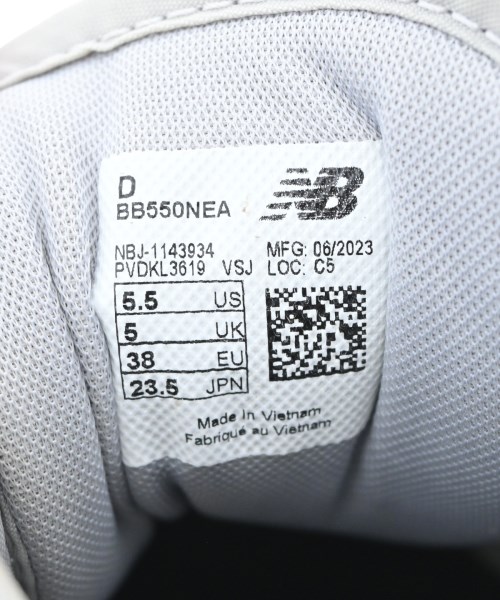 D
BB550NEA
NB
NBJ-1143934
PVDKL3619 VSJ
MFG: 06/2023
LOC: C5
5.5 US
5 UK
38 EU
23.5 JPN
Made in Vietnam
Fabriqué au Vietnam